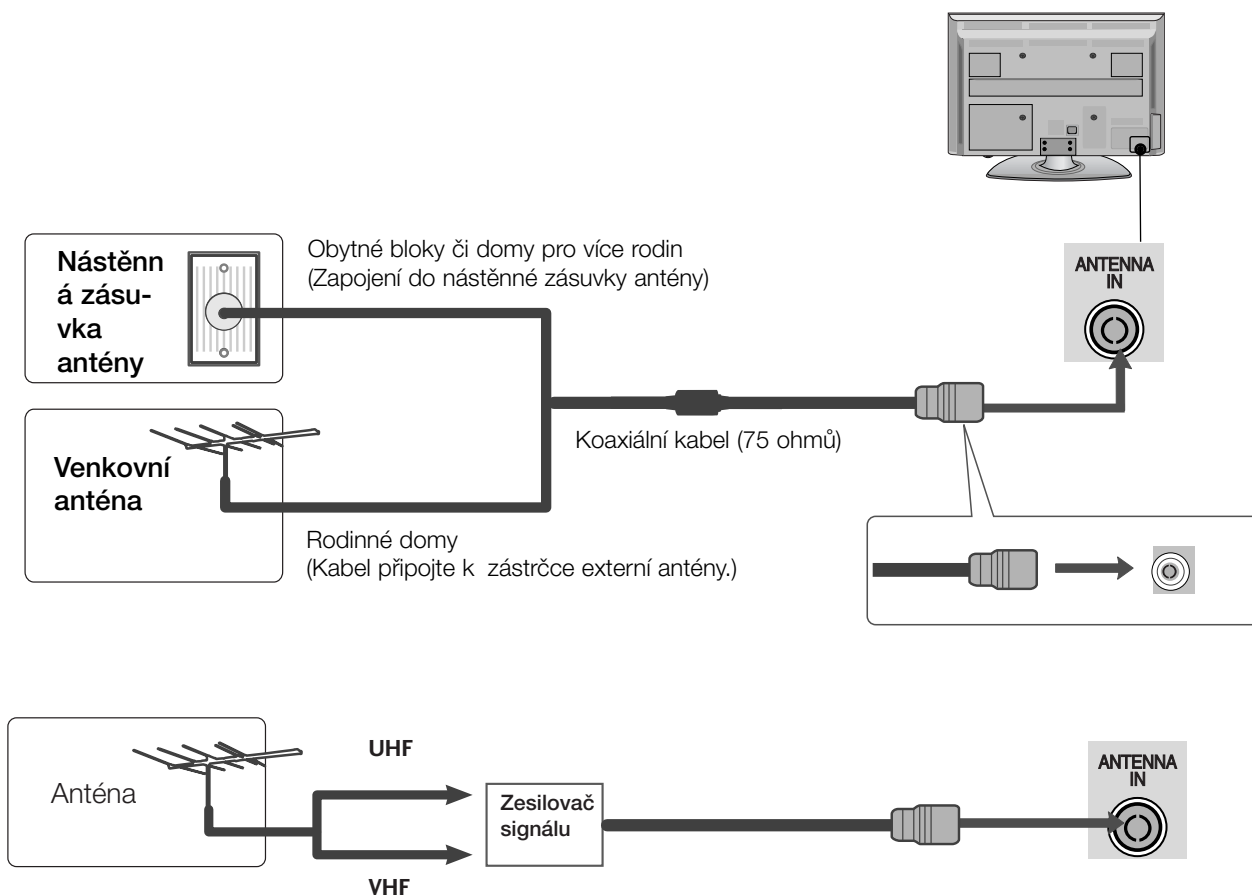 Nástěnn
á zásu-
vka
antény
Obytné bloky či domy pro více rodin
(Zapojení do nástěnné zásuvky antény)
ANTENNA
IN
Venkovní
anténa
Koaxiální kabel (75 ohmů)
Rodinné domy
(Kabel připojte k zástrčce externí antény.)
Anténa
UHF
VHF
Zesilovač
signálu
ANTENNA
IN